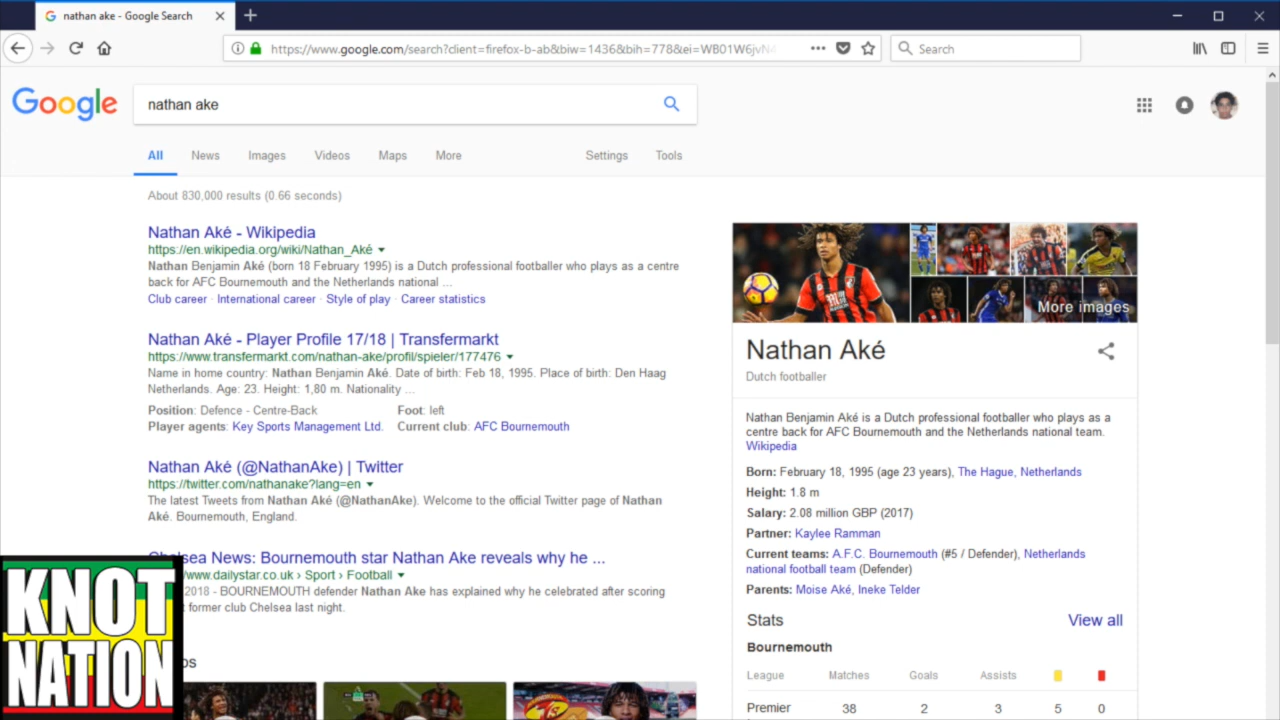 nathan ake - Google Search
https://www.google.com/search?client=firefox-b-ab&biw=1436&bih=778&ei=WB01W6jvN
Search
Google
nathan ake
All News Images Videos Maps More Settings Tools
About 830,000 results (0.66 seconds)
Nathan Aké - Wikipedia
https://en.wikipedia.org/wiki/Nathan_Aké
Nathan Benjamin Aké (born 18 February 1995) is a Dutch professional footballer who plays as a centre
back for AFC Bournemouth and the Netherlands national ...
Club career · International career · Style of play · Career statistics
Nathan Aké - Player Profile 17/18 | Transfermarkt
https://www.transfermarkt.com/nathan-ake/profil/spieler/177476
Name in home country: Nathan Benjamin Aké. Date of birth: Feb 18, 1995. Place of birth: Den Haag
Netherlands. Age: 23. Height: 1,80 m. Nationality ...
Position: Defence - Centre-Back Foot: left
Player agents: Key Sports Management Ltd. Current club: AFC Bournemouth
Nathan Aké (@NathanAke) | Twitter
https://twitter.com/nathanake?lang=en
The latest Tweets from Nathan Aké (@NathanAke). Welcome to the official Twitter page of Nathan
Aké. Bournemouth, England.
sea News: Bournemouth star Nathan Ake reveals why he ...
www.dailystar.co.uk › Sport › Football
2018 - BOURNEMOUTH defender Nathan Ake has explained why he celebrated after scoring
former club Chelsea last night.
os
KNOT
NATION
More images
Nathan Aké
Dutch footballer
Nathan Benjamin Aké is a Dutch professional footballer who plays as a
centre back for AFC Bournemouth and the Netherlands national team.
Wikipedia
Born: February 18, 1995 (age 23 years), The Hague, Netherlands
Height: 1.8 m
Salary: 2.08 million GBP (2017)
Partner: Kaylee Ramman
Current teams: A.F.C. Bournemouth (#5 / Defender), Netherlands
national football team (Defender)
Parents: Moise Aké, Ineke Telder
Stats View all
Bournemouth
League Matches Goals Assists
Premier 38 2 3 5 0